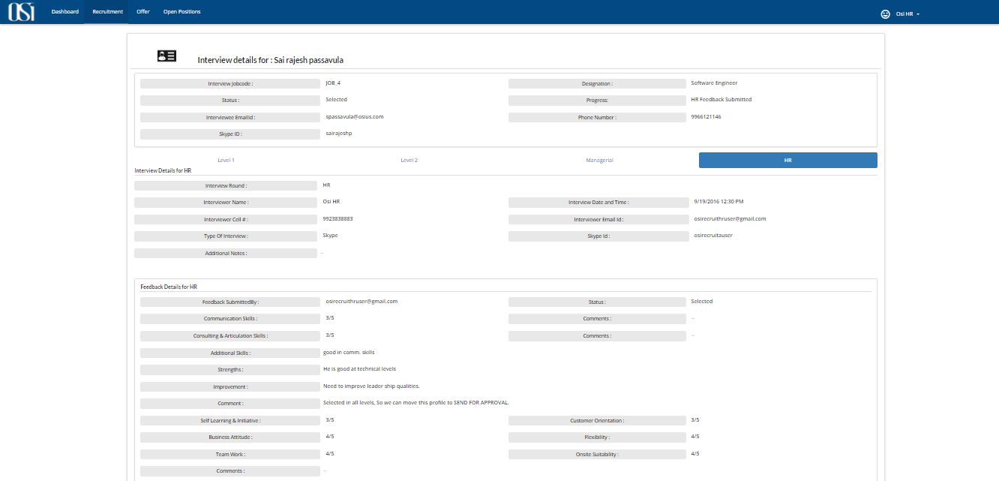 OSI Dashboard Recruitment Offer Open Positions Osi HR
Interview details for : Sai rajesh passavula
Interview Jobcode : JOB_4 Designation : Software Engineer
Status : Selected Progress: HR Feedback Submitted
Interviewee EmailId : spassavula@osius.com Phone Number : 9966121146
Skype ID : sairajeshp
Level 1 Level 2 Managerial HR
Interview Details for HR
Interview Round : HR
Interviewer Name : Osi HR Interview Date and Time : 9/19/2016 12:30 PM
Interviewer Cell # : 9923838883 Interviewer Email Id : osirecruithruser@gmail.com
Type Of Interview : Skype Skype Id : osirecruitauser
Additional Notes : --
Feedback Details for HR
Feedback SubmittedBy : osirecruithruser@gmail.com Status : Selected
Communication Skills : 3/5 Comments : --
Consulting & Articulation Skills : 3/5 Comments : --
Additional Skills : good in comm. skills
Strengths : He is good at technical levels
Improvement : Need to improve leader ship qualities.
Comment : Selected in all levels, So we can move this profile to SEND FOR APPROVAL.
Self Learning & Initiative : 3/5 Customer Orientation : 3/5
Business Attitude : 4/5 Flexibility : 4/5
Team Work : 4/5 Onsite Suitability : 4/5
Comments : --